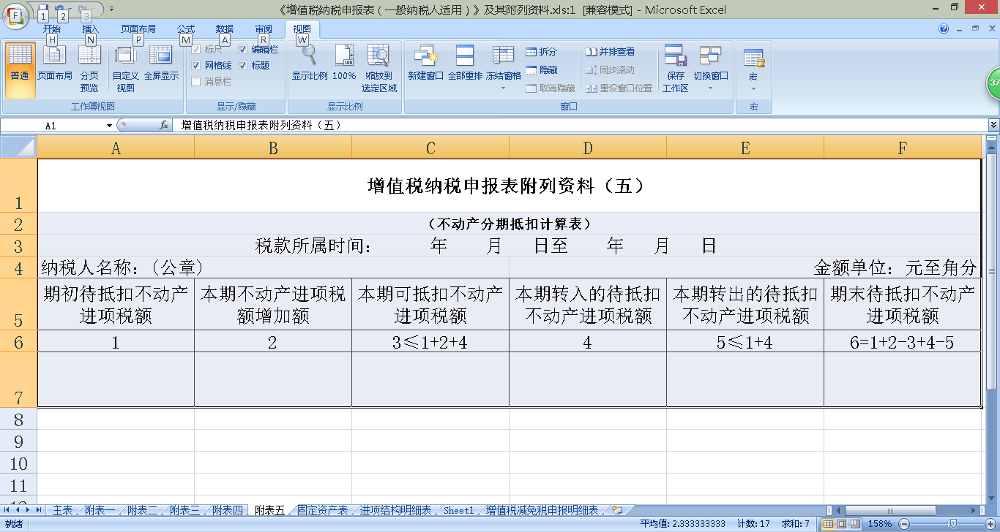 《增值税纳税申报表（一般纳税人适用）》及其附列资料.xls:1 [兼容模式] - Microsoft Excel
F 1 2 3
开始 插入 页面布局 公式 数据 审阅 视图
H N P M A R W
普通 页面布局 分页预览 自定义视图 全屏显示
工作簿视图
标尺 编辑栏
网格线 标题
消息栏
显示/隐藏
显示比例 100% 缩放到选定区域
显示比例
新建窗口 全部重排 冻结窗格
拆分 并排查看
隐藏 同步滚动
取消隐藏 重设窗口位置
保存工作区 切换窗口
窗口
宏
宏
37
A1 fx 增值税纳税申报表附列资料（五）
A B C D E F
1 增值税纳税申报表附列资料（五）
2 （不动产分期抵扣计算表）
3 税款所属时间： 年 月 日至 年 月 日
4 纳税人名称：（公章） 金额单位：元至角分
5 期初待抵扣不动产进项税额 本期不动产进项税额增加额 本期可抵扣不动产进项税额 本期转入的待抵扣不动产进项税额 本期转出的待抵扣不动产进项税额 期末待抵扣不动产进项税额
6 1 2 3≤1+2+4 4 5≤1+4 6=1+2-3+4-5
7
8
9
10
11
12
主表 附表一 附表二 附表三 附表四 附表五 固定资产表 进项结构明细表 Sheet1 增值税减免税申报明细表
就绪 平均值: 2.333333333 计数: 17 求和: 7 158%